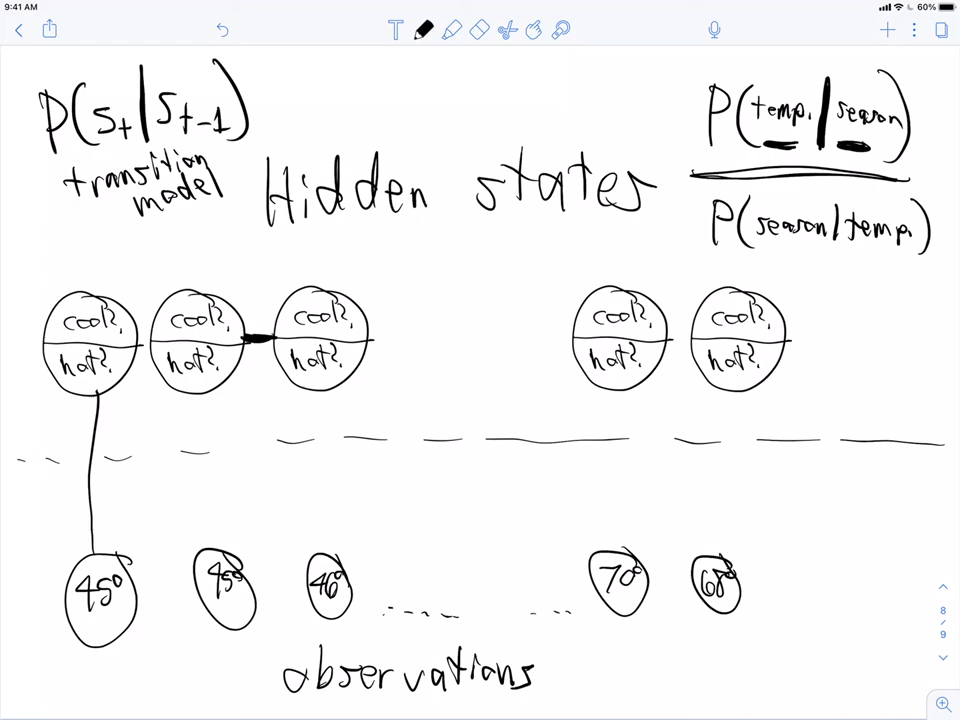 9:41 AM
60%
T
P(St|St-1)
transition
model
Hidden states
P(temp.|season)
P(season|temp.)
cool? cool? cool? cool? cool?
hot? hot? hot? hot? hot?
45° 45° 46° 70° 68°
observations
8
/
9